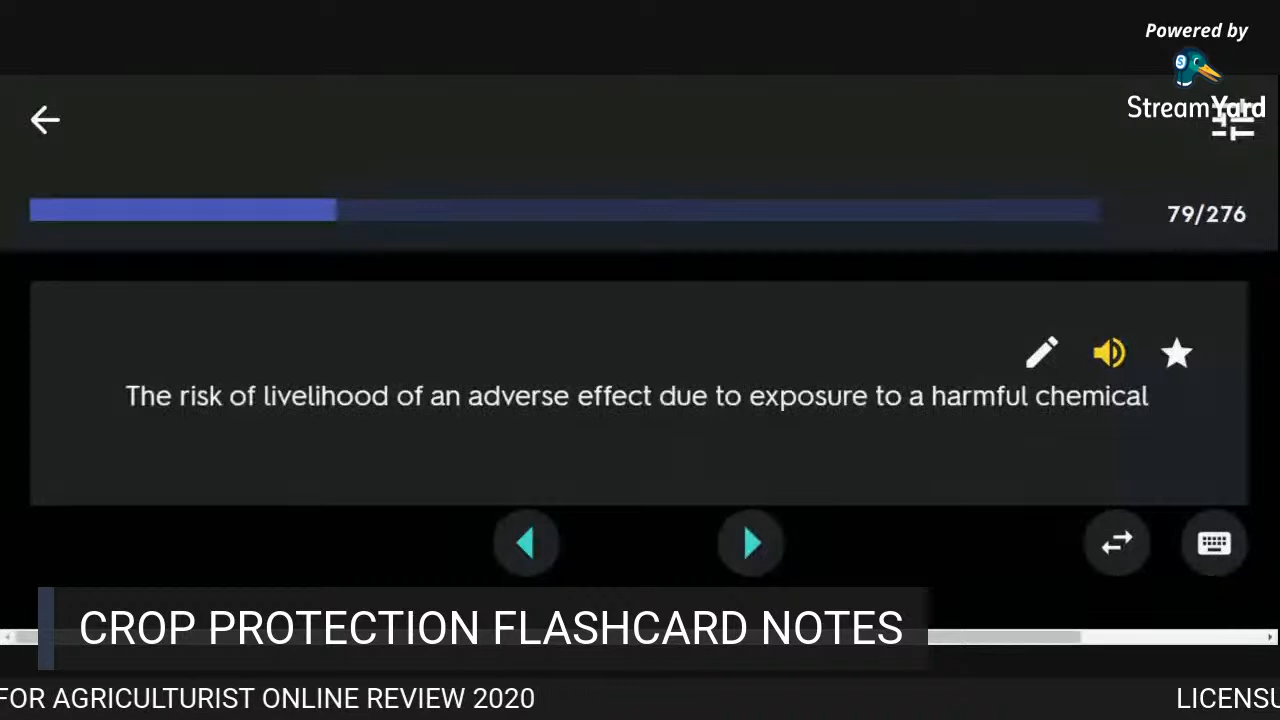 Powered by
StreamYard
79/276
The risk of livelihood of an adverse effect due to exposure to a harmful chemical
CROP PROTECTION FLASHCARD NOTES
FOR AGRICULTURIST ONLINE REVIEW 2020
LICENSU